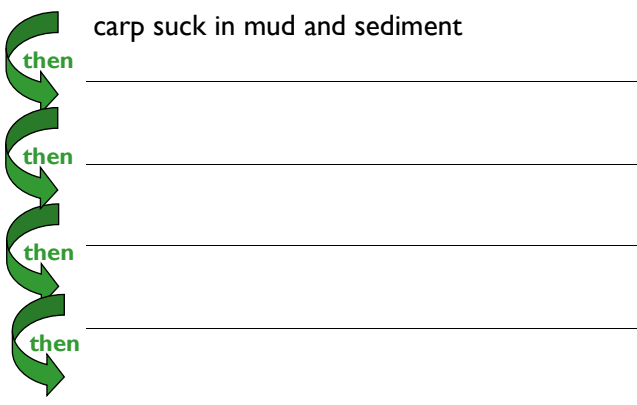 carp suck in mud and sediment
then
then
then
then